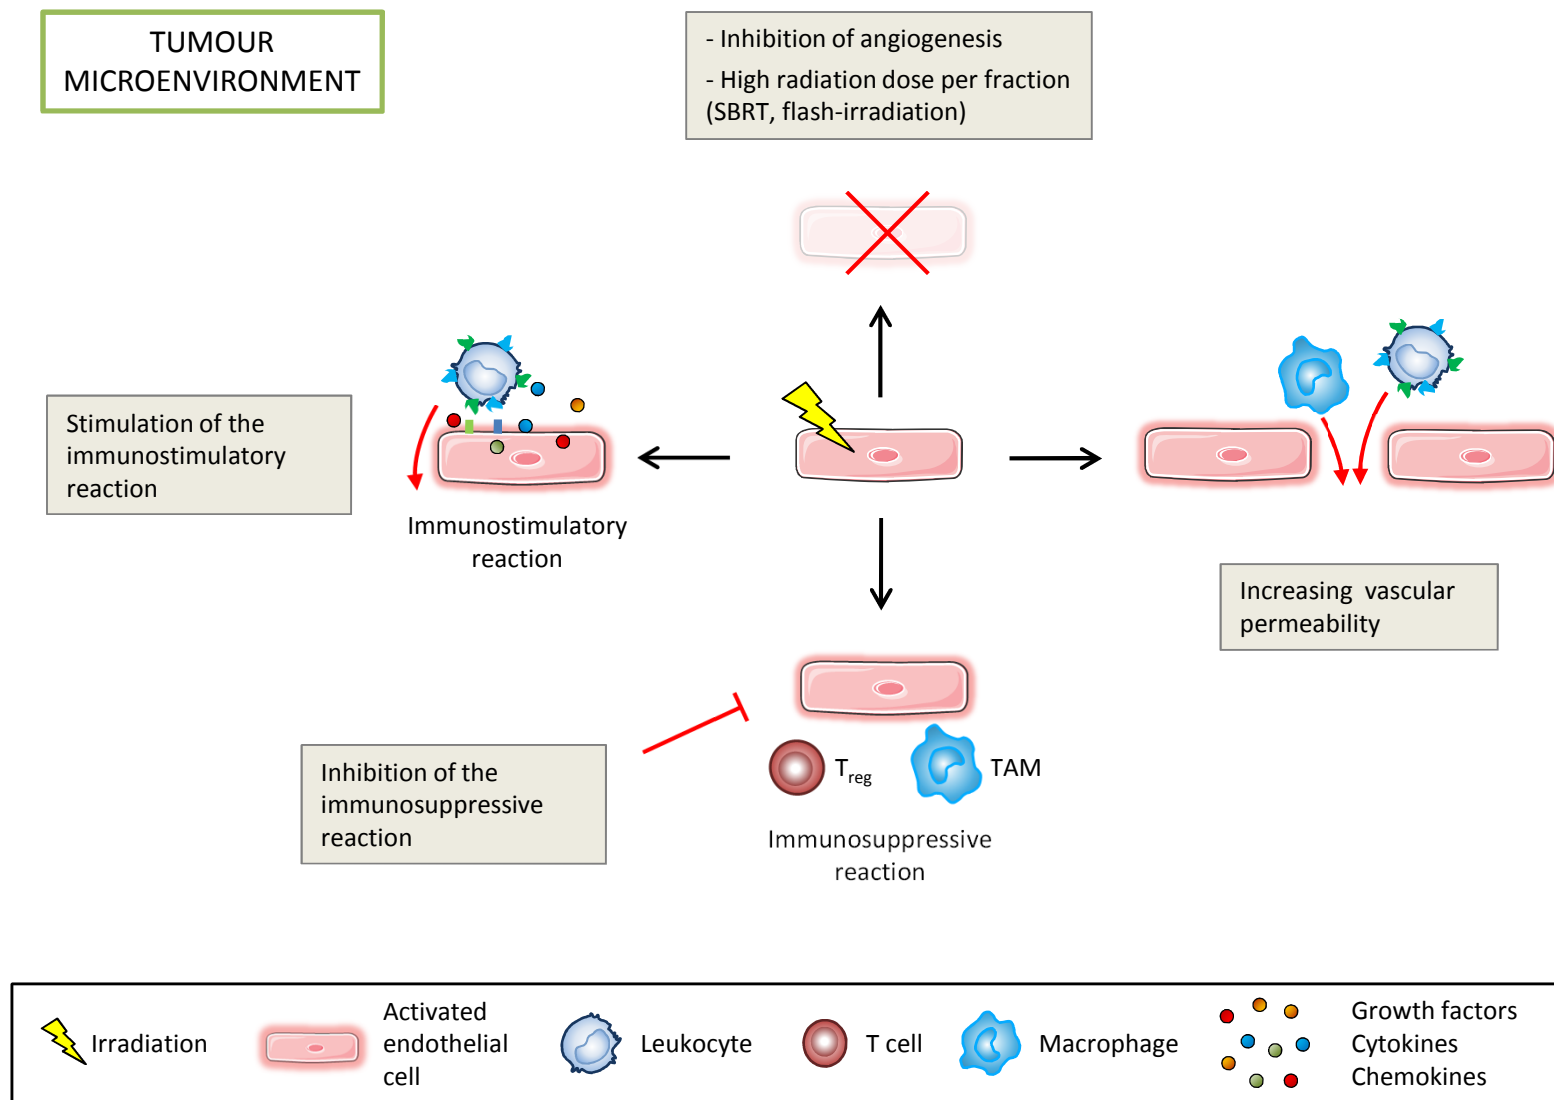 TUMOUR
MICROENVIRONMENT
- Inhibition of angiogenesis
- High radiation dose per fraction
(SBRT, flash-irradiation)
Stimulation of the
immunostimulatory
reaction
Immunostimulatory
reaction
Increasing vascular
permeability
Inhibition of the
immunosuppressive
reaction
Treg
TAM
Immunosuppressive
reaction
Irradiation
Activated
endothelial
cell
Leukocyte
T cell
Macrophage
Growth factors
Cytokines
Chemokines